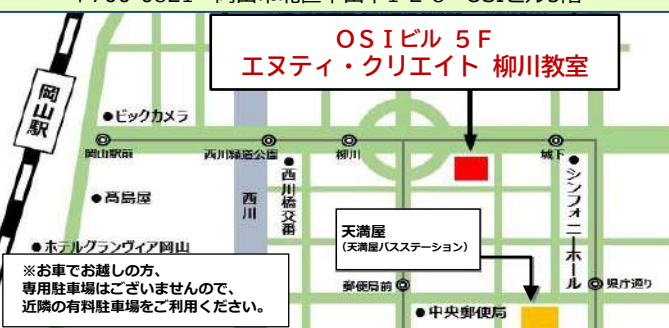 OSIビル 5F
エヌティ・クリエイト 柳川教室
岡山駅
●ビックカメラ
岡山駅前
西川緑道公園
柳川
城下
●西川橋交番
●シンフォニーホール
●高島屋
西川
天満屋
(天満屋バスステーション)
●ホテルグランヴィア岡山
※お車でお越しの方、
専用駐車場はございませんので、
近隣の有料駐車場をご利用ください。
郵便局前
県庁通り
●中央郵便局